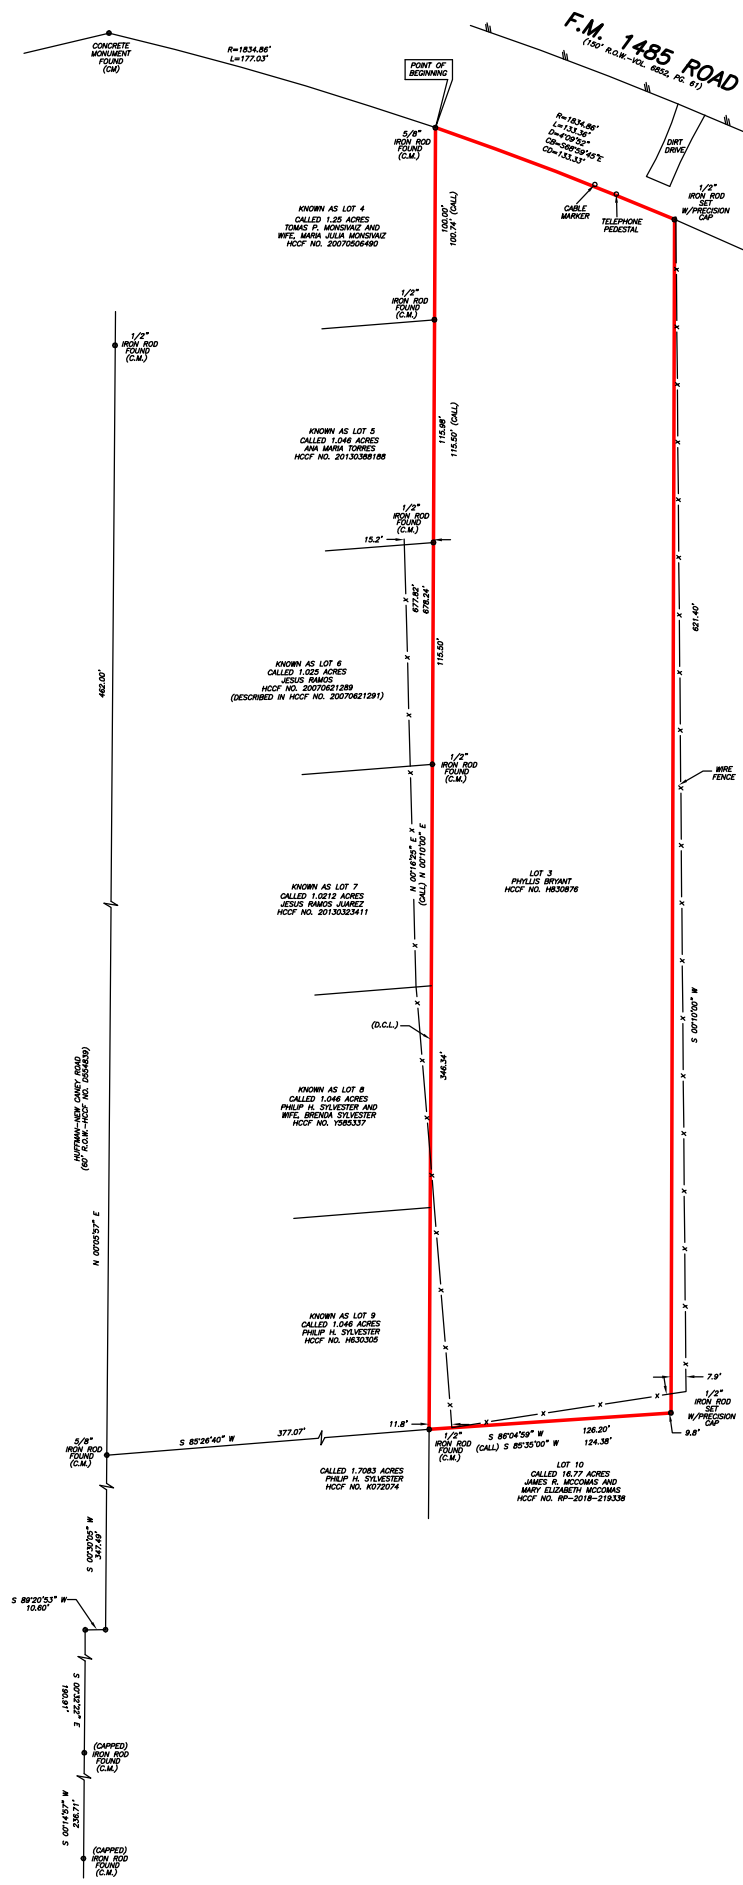 F.M. 1485 ROAD
(150' R.O.W.-VOL. 6852, PG. 61)
CONCRETE
MONUMENT
FOUND
(CM)
R=1834.86'
L=177.03'
POINT OF
BEGINNING
5/8"
IRON ROD
FOUND
(C.M.)
R=1834.86'
L=133.36'
D=4°09'52"
CB=S68°59'45"E
CD=133.33'
DIRT
DRIVE
1/2"
IRON ROD
SET
W/PRECISION
CAP
CABLE
MARKER
TELEPHONE
PEDESTAL
KNOWN AS LOT 4
CALLED 1.25 ACRES
TOMAS P. MONSIVAIZ AND
WIFE, MARIA JULIA MONSIVAIZ
HCCF NO. 20070506490
100.00'
100.74' (CALL)
1/2"
IRON ROD
FOUND
(C.M.)
1/2"
IRON ROD
FOUND
(C.M.)
KNOWN AS LOT 5
CALLED 1.046 ACRES
ANA MARIA TORRES
HCCF NO. 20130388188
115.98'
115.50' (CALL)
1/2"
IRON ROD
FOUND
(C.M.)
15.2'
677.82'
678.24'
115.50'
621.40'
KNOWN AS LOT 6
CALLED 1.025 ACRES
JESUS RAMOS
HCCF NO. 20070621289
(DESCRIBED IN HCCF NO. 20070621291)
462.00'
1/2"
IRON ROD
FOUND
(C.M.)
WIRE
FENCE
N 00°16'25" E
(CALL) N 00°10'00" E
LOT 3
PHYLLIS BRYANT
HCCF NO. H830876
KNOWN AS LOT 7
CALLED 1.0212 ACRES
JESUS RAMOS JUAREZ
HCCF NO. 20130323411
(D.C.L.)
346.34'
S 00°10'00" W
HUFFMAN-NEW CANEY ROAD
(60' R.O.W.-HCCF NO. D554839)
KNOWN AS LOT 8
CALLED 1.046 ACRES
PHILIP H. SYLVESTER AND
WIFE, BRENDA SYLVESTER
HCCF NO. Y585337
N 00°05'57" E
KNOWN AS LOT 9
CALLED 1.046 ACRES
PHILIP H. SYLVESTER
HCCF NO. H630305
7.9'
1/2"
IRON ROD
SET
W/PRECISION
CAP
9.8'
11.8'
5/8"
IRON ROD
FOUND
(C.M.)
S 85°26'40" W
377.07'
1/2"
IRON ROD
FOUND
(C.M.)
S 86°04'59" W 126.20'
(CALL) S 85°35'00" W 124.38'
CALLED 1.7083 ACRES
PHILIP H. SYLVESTER
HCCF NO. K072074
LOT 10
CALLED 16.77 ACRES
JAMES R. MCCOMAS AND
MARY ELIZABETH MCCOMAS
HCCF NO. RP-2018-219338
S 00°30'05" W
347.49'
S 89°20'53" W
10.60'
S 00°32'22" E
190.91'
(CAPPED)
IRON ROD
FOUND
(C.M.)
S 00°14'57" W
236.71'
(CAPPED)
IRON ROD
FOUND
(C.M.)